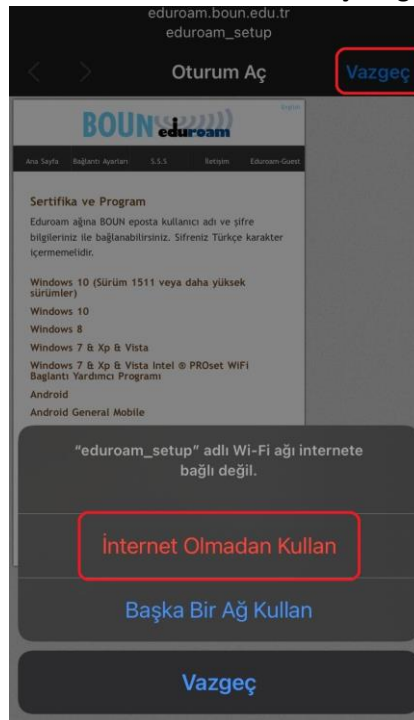 eduroam.boun.edu.tr
eduroam_setup
Oturum Aç
Vazgeç
English
BOUN eduroam
Ana Sayfa Bağlantı Ayarları S.S.S İletişim Eduroam-Guest
Sertifika ve Program
Eduroam ağına BOUN eposta kullanıcı adı ve şifre
bilgileriniz ile bağlanabilirsiniz. Sifreniz Türkçe karakter
içermemelidir.
Windows 10 (Sürüm 1511 veya daha yüksek
sürümler)
Windows 10
Windows 8
Windows 7 & Xp & Vista
Windows 7 & Xp & Vista Intel ® PROset WiFi
Baglantı Yardımcı Programı
Android
Android General Mobile
“eduroam_setup” adlı Wi-Fi ağı internete
bağlı değil.
İnternet Olmadan Kullan
Başka Bir Ağ Kullan
Vazgeç